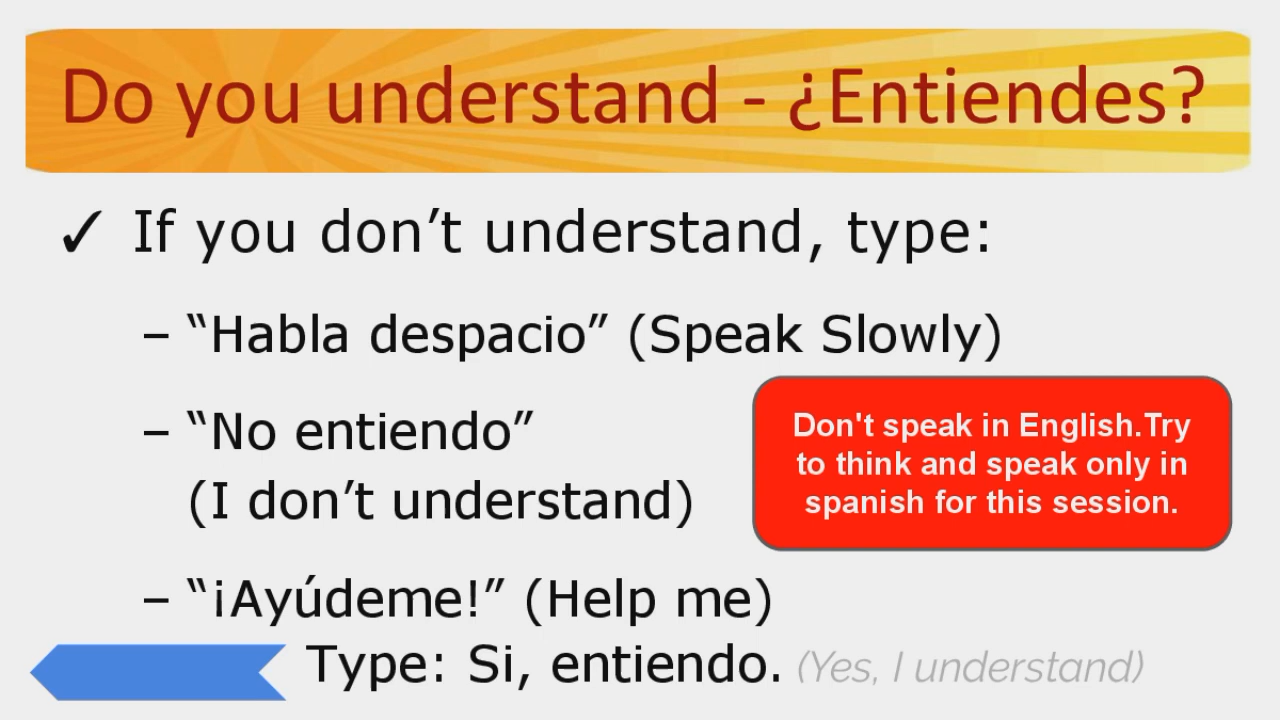 Do you understand - ¿Entiendes?
✓ If you don’t understand, type:
– “Habla despacio” (Speak Slowly)
– “No entiendo”
(I don’t understand)
Don't speak in English.Try
to think and speak only in
spanish for this session.
– “¡Ayúdeme!” (Help me)
Type: Si, entiendo. (Yes, I understand)